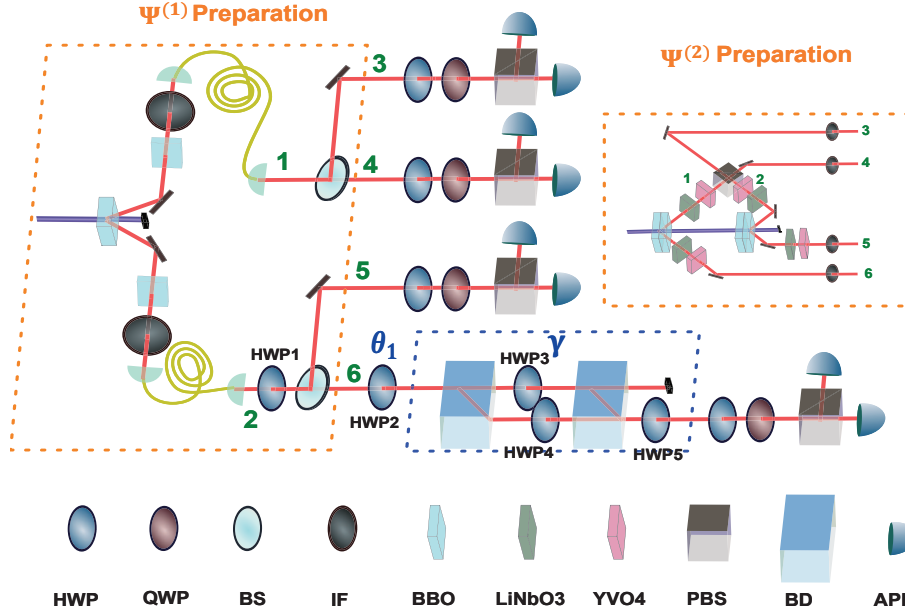 Ψ(1) Preparation
Ψ(2) Preparation
3
1
4
5
θ1
γ
HWP1
HWP3
6
2
HWP2
HWP4
HWP5
3
4
1
2
5
6
HWP
QWP
BS
IF
BBO
LiNbO3
YVO4
PBS
BD